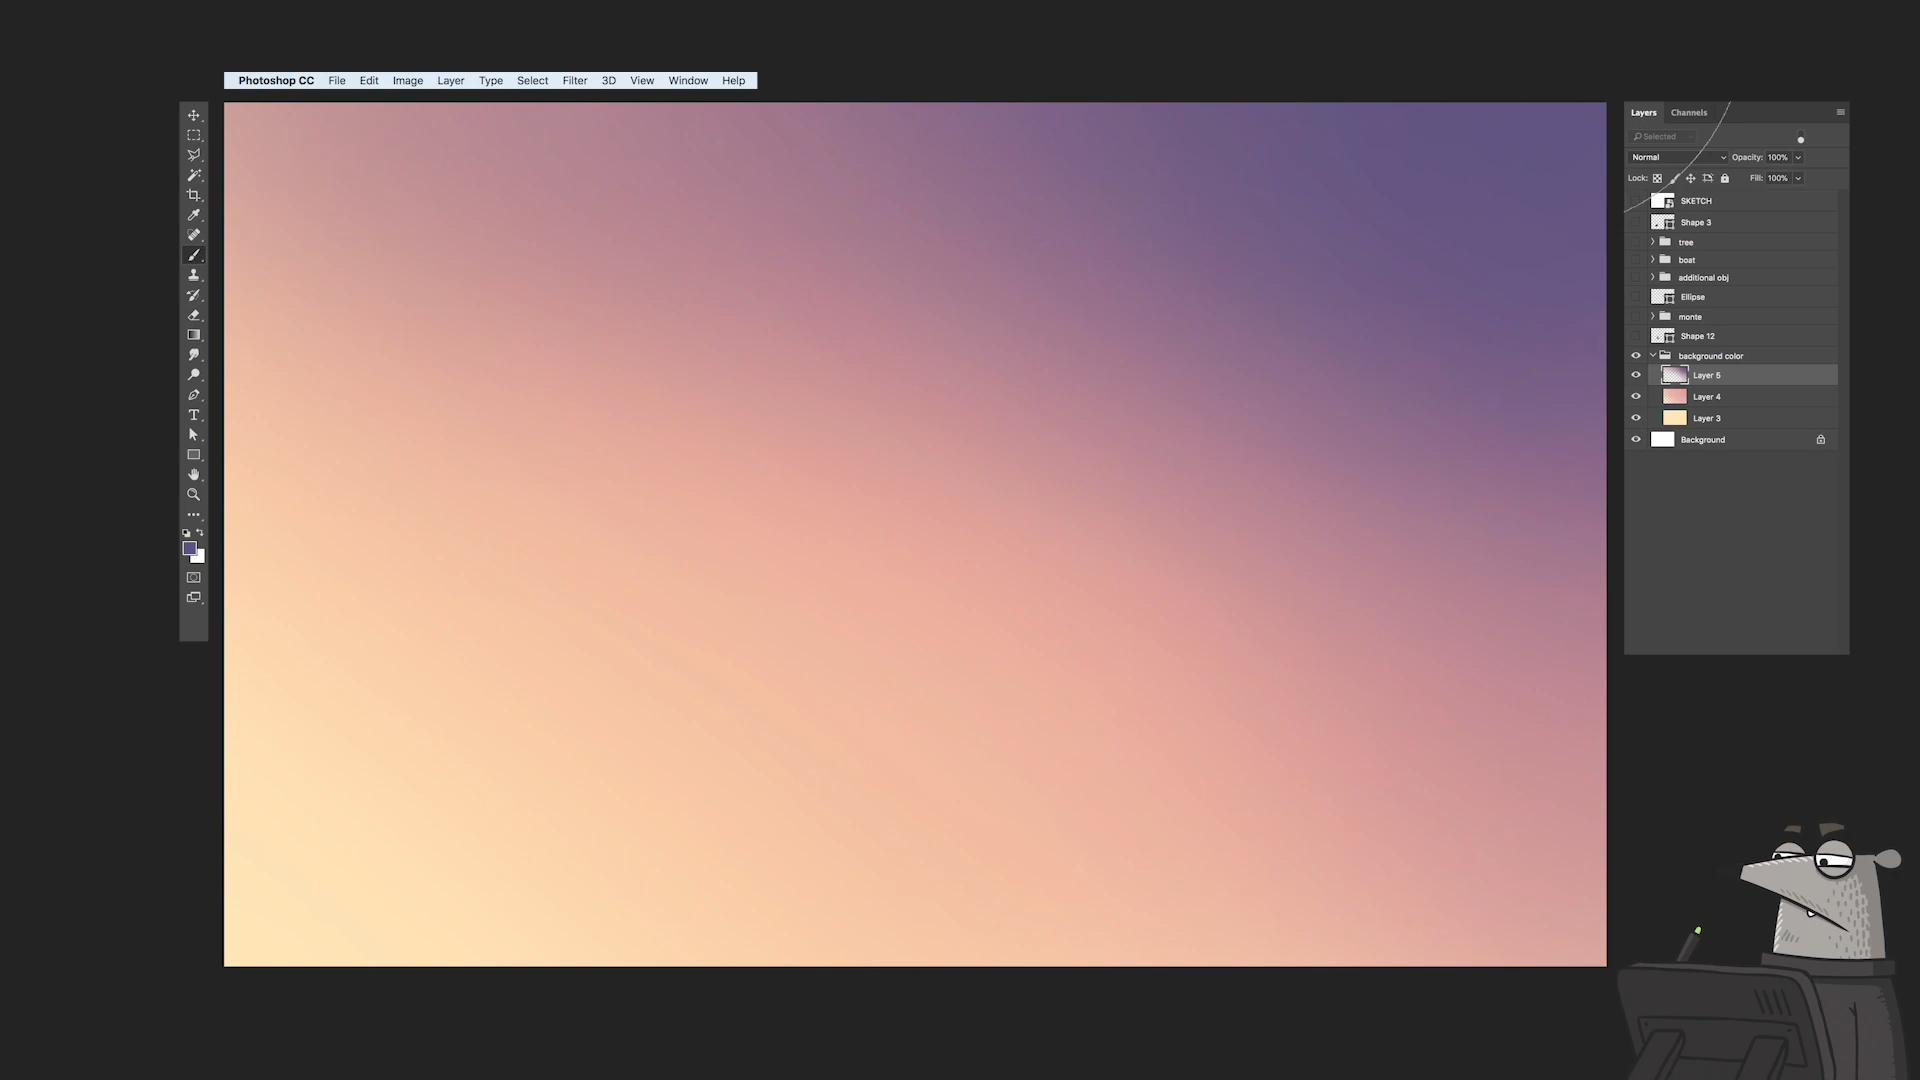 Photoshop CC File Edit Image Layer Type Select Filter 3D View Window Help
Layers Channels
Selected
Normal Opacity: 100%
Lock: Fill: 100%
SKETCH
Shape 3
tree
boat
additional obj
Ellipse
monte
Shape 12
background color
Layer 5
Layer 4
Layer 3
Background